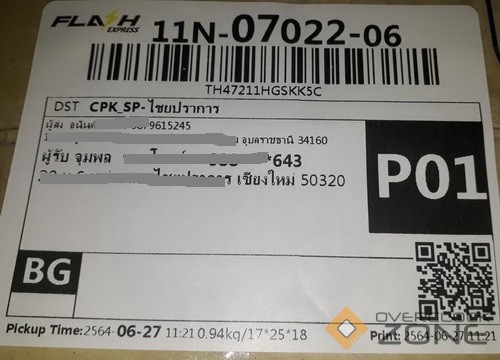 FLASH EXPRESS 11N-07022-06
TH47211HGSKK5C
DST CPK_SP-ไชยปราการ
ผู้ส่ง 9615245
อุบลราชธานี 34160
ผู้รับ จุมพล *643
ไชยปราการ เชียงใหม่ 50320
P01
BG
OVERCLOCK ZONE
Pickup Time: 2564-06-27 11:21 0.94kg/17*25*18 Print: 2564-06-27 11:21